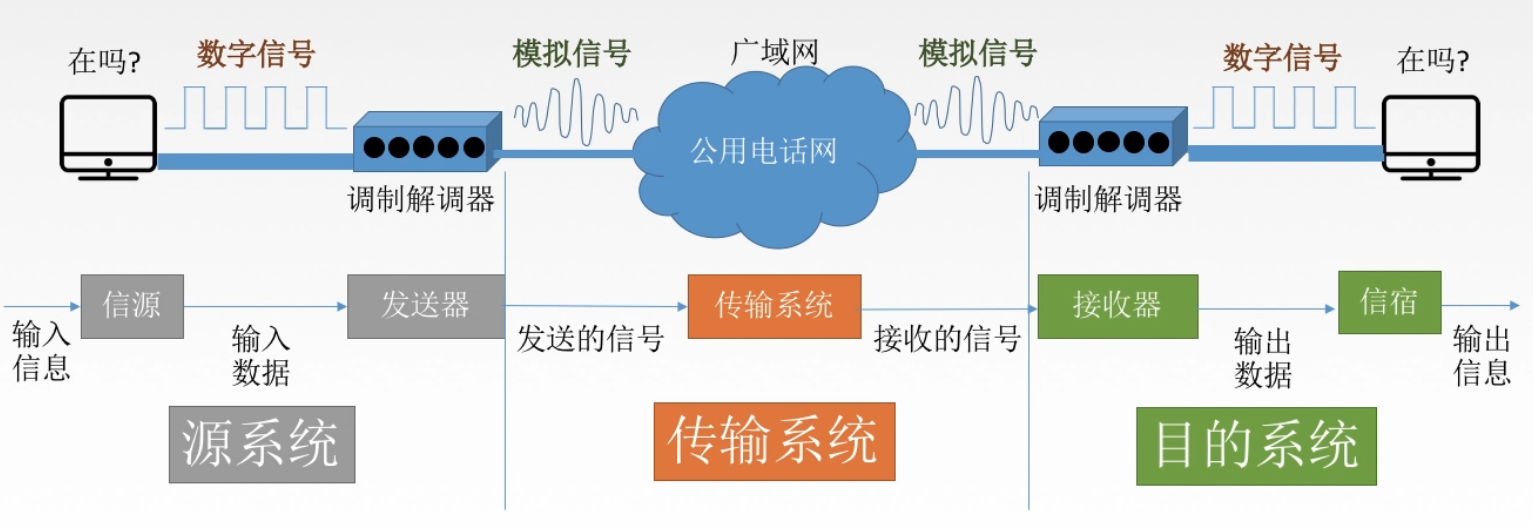 在吗?
数字信号
模拟信号
广域网
模拟信号
数字信号
在吗?
公用电话网
调制解调器
调制解调器
信源
发送器
传输系统
接收器
信宿
输入
信息
输入
数据
发送的信号
接收的信号
输出
数据
输出
信息
源系统
传输系统
目的系统